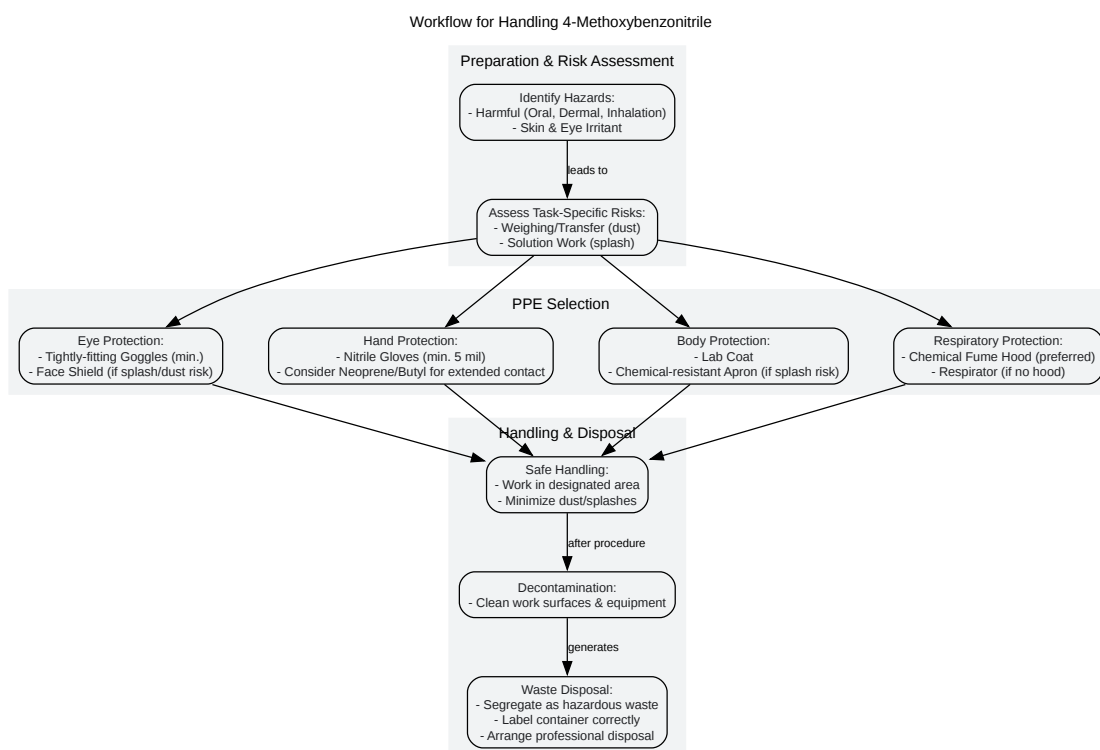 Workflow for Handling 4-Methoxybenzonitrile
Preparation & Risk Assessment
Identify Hazards:
- Harmful (Oral, Dermal, Inhalation)
- Skin & Eye Irritant
leads to
Assess Task-Specific Risks:
- Weighing/Transfer (dust)
- Solution Work (splash)
PPE Selection
Eye Protection:
- Tightly-fitting Goggles (min.)
- Face Shield (if splash/dust risk)
Hand Protection:
- Nitrile Gloves (min. 5 mil)
- Consider Neoprene/Butyl for extended contact
Body Protection:
- Lab Coat
- Chemical-resistant Apron (if splash risk)
Respiratory Protection:
- Chemical Fume Hood (preferred)
- Respirator (if no hood)
Handling & Disposal
Safe Handling:
- Work in designated area
- Minimize dust/splashes
after procedure
Decontamination:
- Clean work surfaces & equipment
generates
Waste Disposal:
- Segregate as hazardous waste
- Label container correctly
- Arrange professional disposal